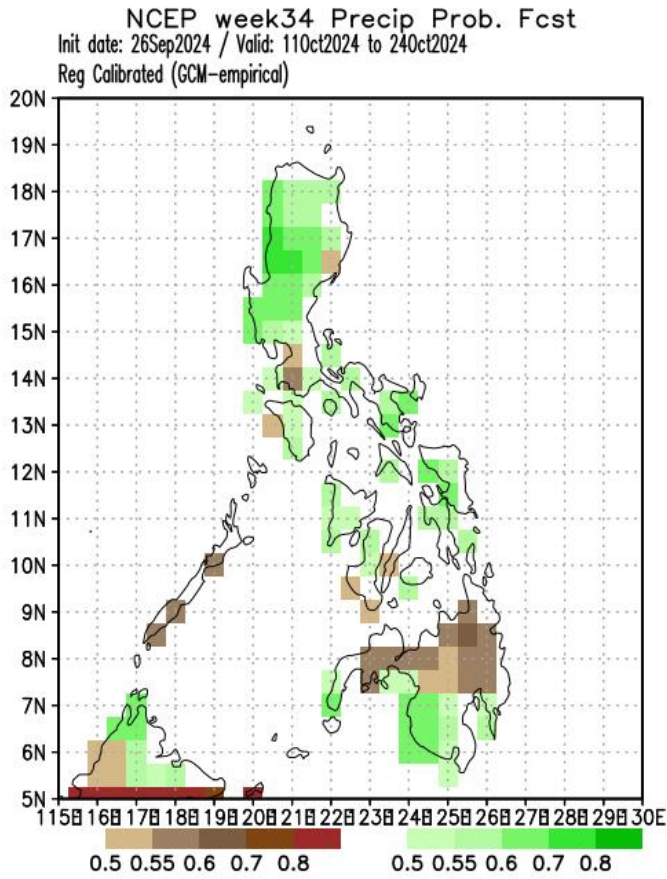 NCEP week34 Precip Prob. Fcst
Init date: 26Sep2024 / Valid: 11Oct2024 to 24Oct2024
Reg Calibrated (GCM-empirical)
20N
19N
18N
17N
16N
15N
14N
13N
12N
11N
10N
9N
8N
7N
6N
5N
115E 116E 117E 118E 119E 120E 121E 122E 123E 124E 125E 126E 127E 128E 129E 130E
0.5 0.55 0.6 0.7 0.8 0.5 0.55 0.6 0.7 0.8